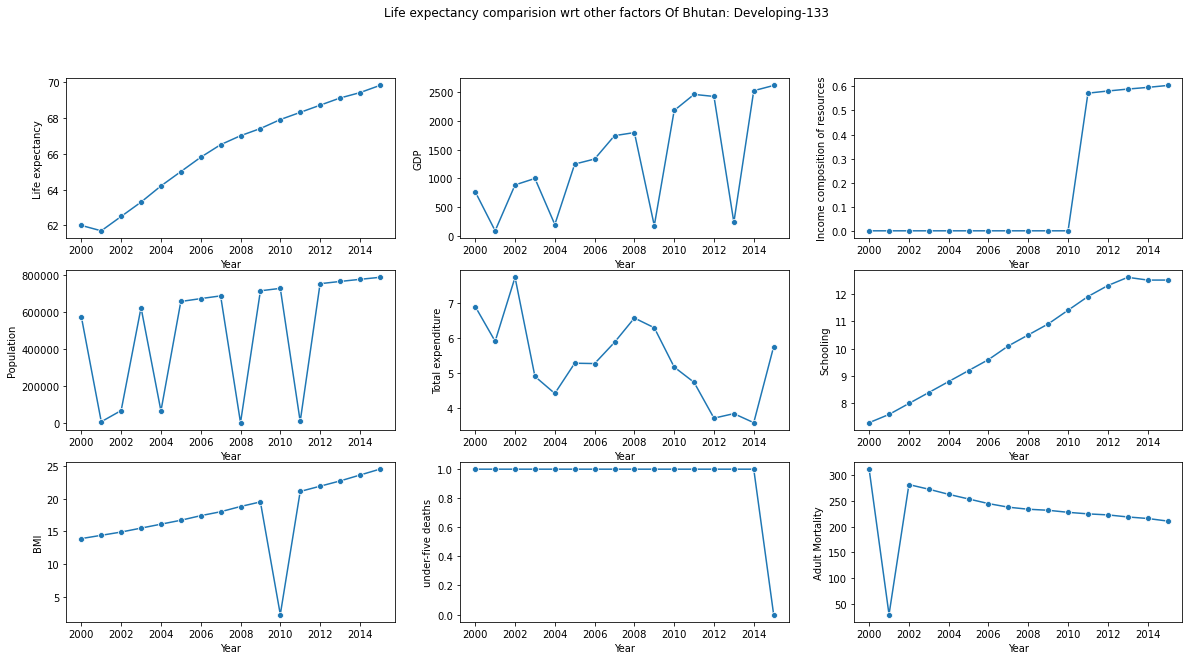 Life expectancy comparision wrt other factors Of Bhutan: Developing-133
Life expectancy
70
68
66
64
62
2000 2002 2004 2006 2008 2010 2012 2014
Year
GDP
2500
2000
1500
1000
500
0
2000 2002 2004 2006 2008 2010 2012 2014
Year
Income composition of resources
0.6
0.5
0.4
0.3
0.2
0.1
0.0
2000 2002 2004 2006 2008 2010 2012 2014
Year
Population
800000
600000
400000
200000
0
2000 2002 2004 2006 2008 2010 2012 2014
Year
Total expenditure
7
6
5
4
2000 2002 2004 2006 2008 2010 2012 2014
Year
Schooling
12
11
10
9
8
2000 2002 2004 2006 2008 2010 2012 2014
Year
BMI
25
20
15
10
5
2000 2002 2004 2006 2008 2010 2012 2014
Year
under-five deaths
1.0
0.8
0.6
0.4
0.2
0.0
2000 2002 2004 2006 2008 2010 2012 2014
Year
Adult Mortality
300
250
200
150
100
50
2000 2002 2004 2006 2008 2010 2012 2014
Year